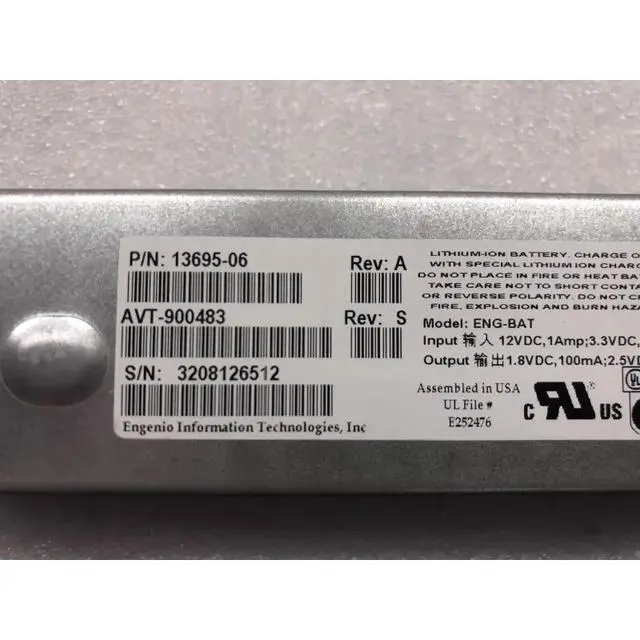 P/N: 13695-06
Rev: A
AVT-900483
Rev: S
S/N: 3208126512
Engenio Information Technologies, Inc
LITHIUM-ION BATTERY. CHARGE
WITH SPECIAL LITHIUM ION
DO NOT PLACE IN FIRE OR HEAT
TAKE CARE NOT TO SHORT
OR REVERSE POLARITY. DO NOT
FIRE, EXPLOSION AND BURN
Model: ENG-BAT
Input 输入 12VDC,1Amp;3.3VDC,
Output 输出1.8VDC,100mA;2.5VD
Assembled in USA
UL File #
E252476
C RU US